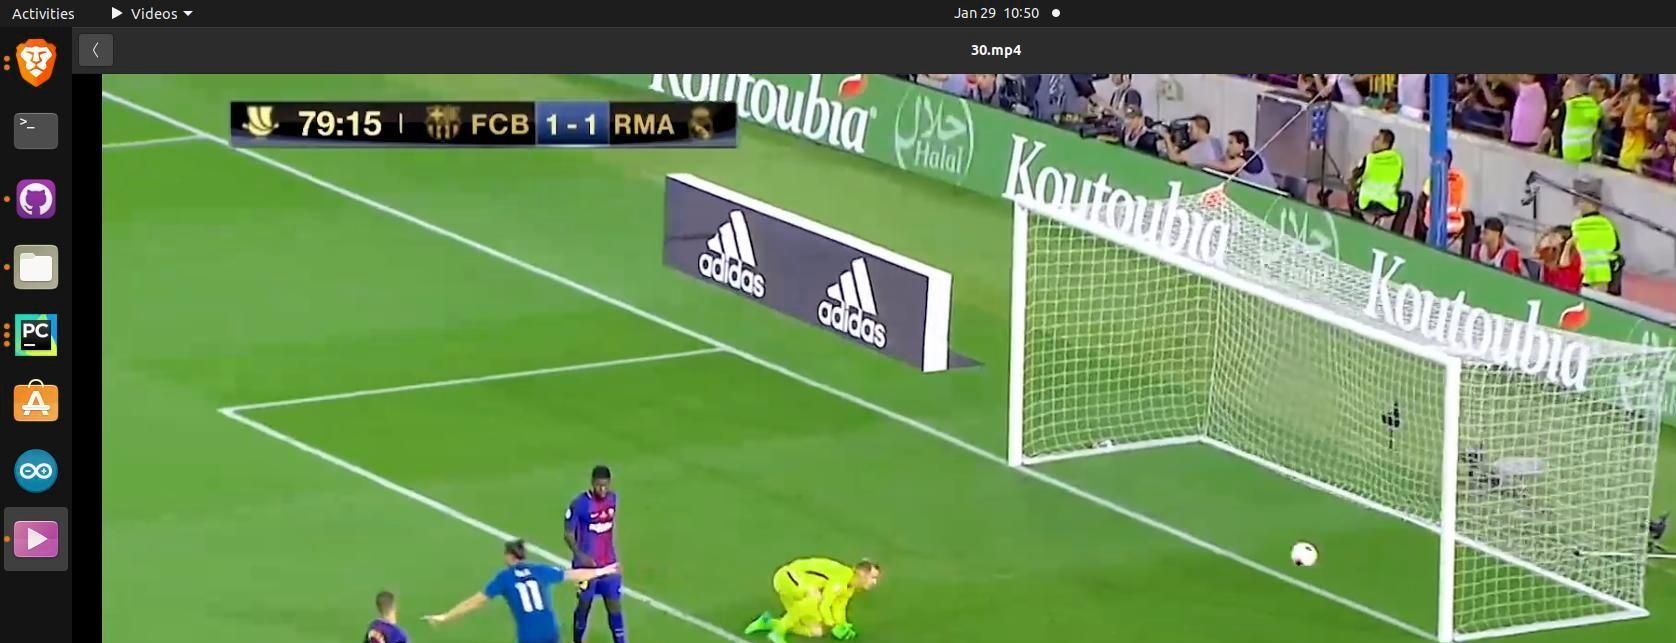 Activities
Videos
Jan 29 10:50
30.mp4
79:15 | FCB 1-1 RMA
Koutoubia
حلال
Halal
Koutoubia
Koutoubia
adidas
adidas
11
>_
PC